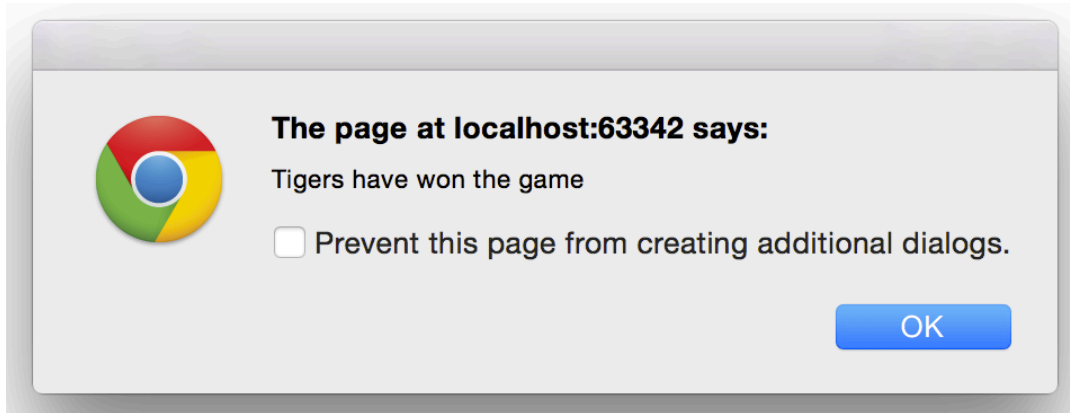 The page at localhost:63342 says:
Tigers have won the game
Prevent this page from creating additional dialogs.
OK